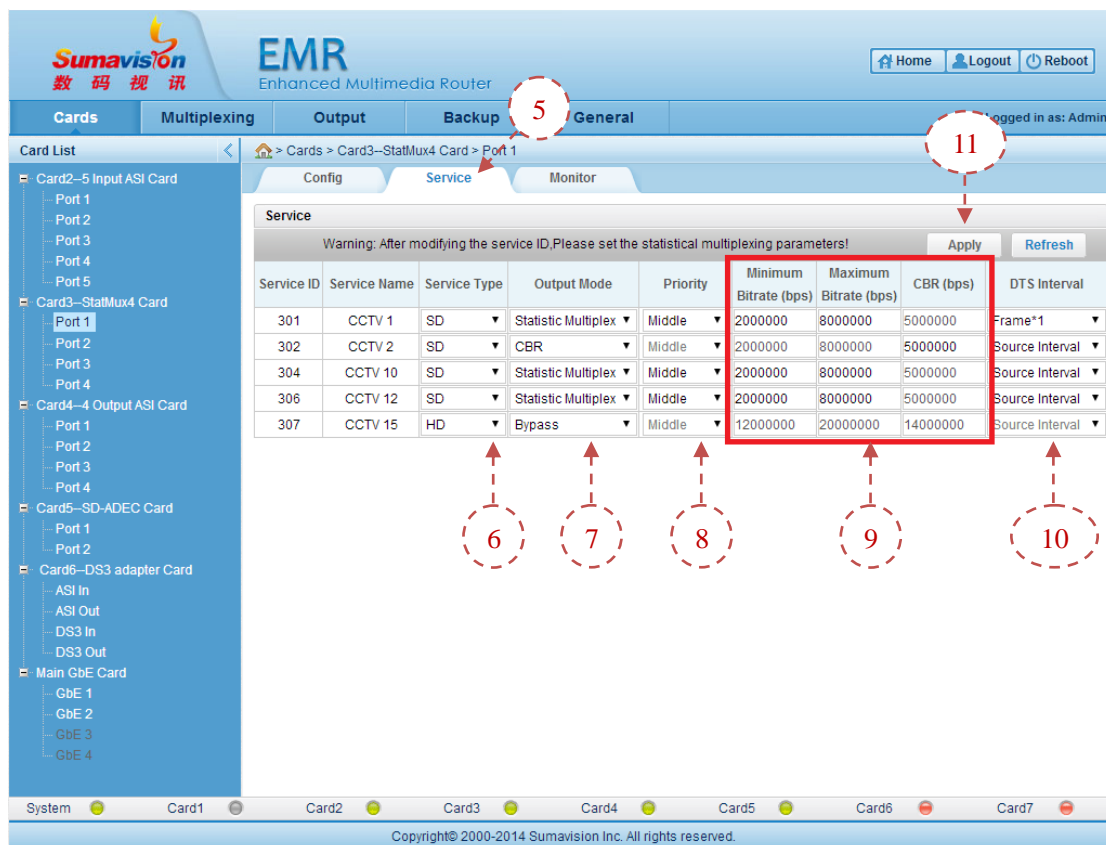 Sumavision
数 码 视 讯
EMR
Enhanced Multimedia Router
Home Logout Reboot
Cards Multiplexing Output Backup General
Logged in as: Admin
5
11
Card List
> Cards > Card3--StatMux4 Card > Port 1
Config Service Monitor
Card2--5 Input ASI Card
Port 1
Port 2
Port 3
Port 4
Port 5
Card3--StatMux4 Card
Port 1
Port 2
Port 3
Port 4
Card4--4 Output ASI Card
Port 1
Port 2
Port 3
Port 4
Card5--SD-ADEC Card
Port 1
Port 2
Card6--DS3 adapter Card
ASI In
ASI Out
DS3 In
DS3 Out
Main GbE Card
GbE 1
GbE 2
GbE 3
GbE 4
Service
Warning: After modifying the service ID,Please set the statistical multiplexing parameters!
Apply Refresh
Service ID Service Name Service Type Output Mode Priority Minimum Bitrate (bps) Maximum Bitrate (bps) CBR (bps) DTS Interval
301 CCTV 1 SD Statistic Multiplex Middle 2000000 8000000 5000000 Frame*1
302 CCTV 2 SD CBR Middle 2000000 8000000 5000000 Source Interval
304 CCTV 10 SD Statistic Multiplex Middle 2000000 8000000 5000000 Source Interval
306 CCTV 12 SD Statistic Multiplex Middle 2000000 8000000 5000000 Source Interval
307 CCTV 15 HD Bypass Middle 12000000 20000000 14000000 Source Interval
6 7 8 9 10
System Card1 Card2 Card3 Card4 Card5 Card6 Card7
Copyright© 2000-2014 Sumavision Inc. All rights reserved.